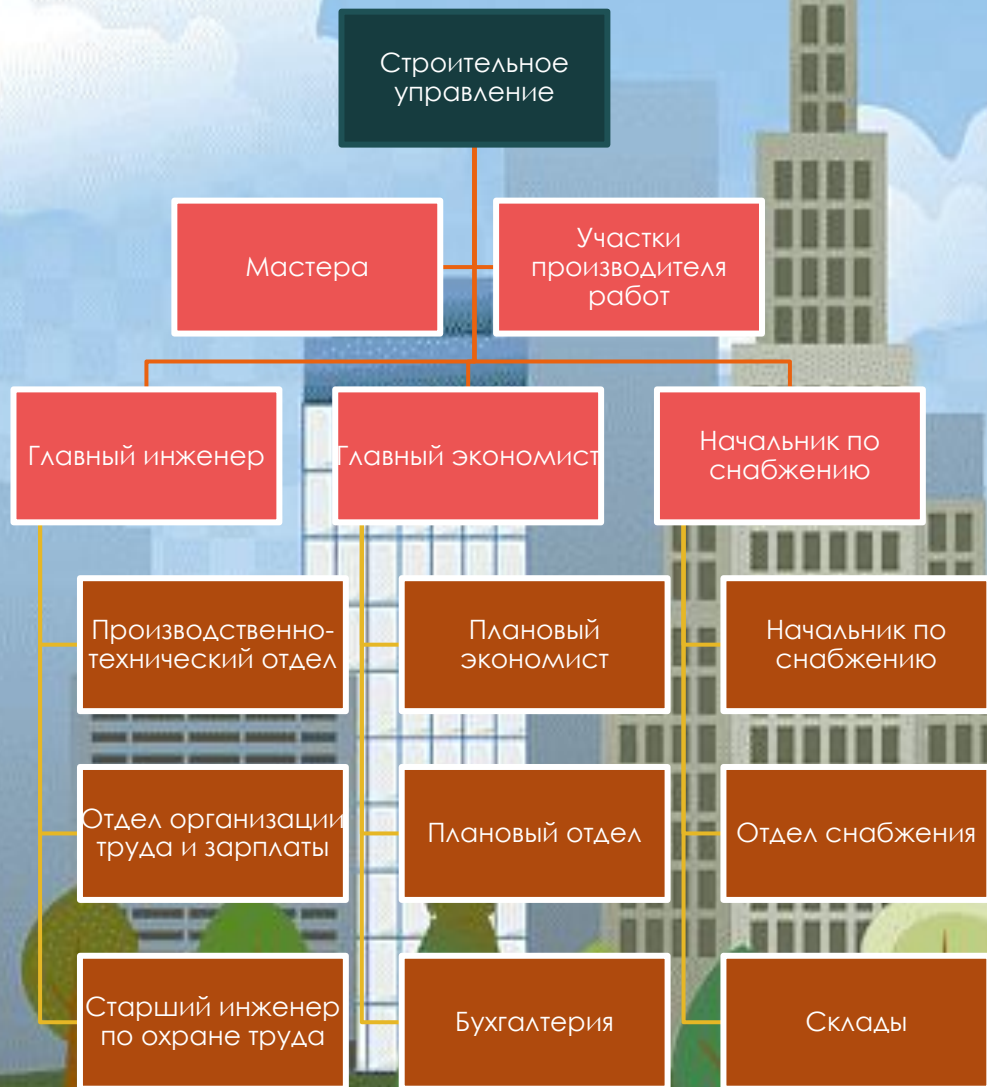 Строительное
управление
Мастера
Участки
производителя
работ
Главный инженер
Главный экономист
Начальник по
снабжению
Производственно-
технический отдел
Плановый
экономист
Начальник по
снабжению
Отдел организации
труда и зарплаты
Плановый отдел
Отдел снабжения
Старший инженер
по охране труда
Бухгалтерия
Склады